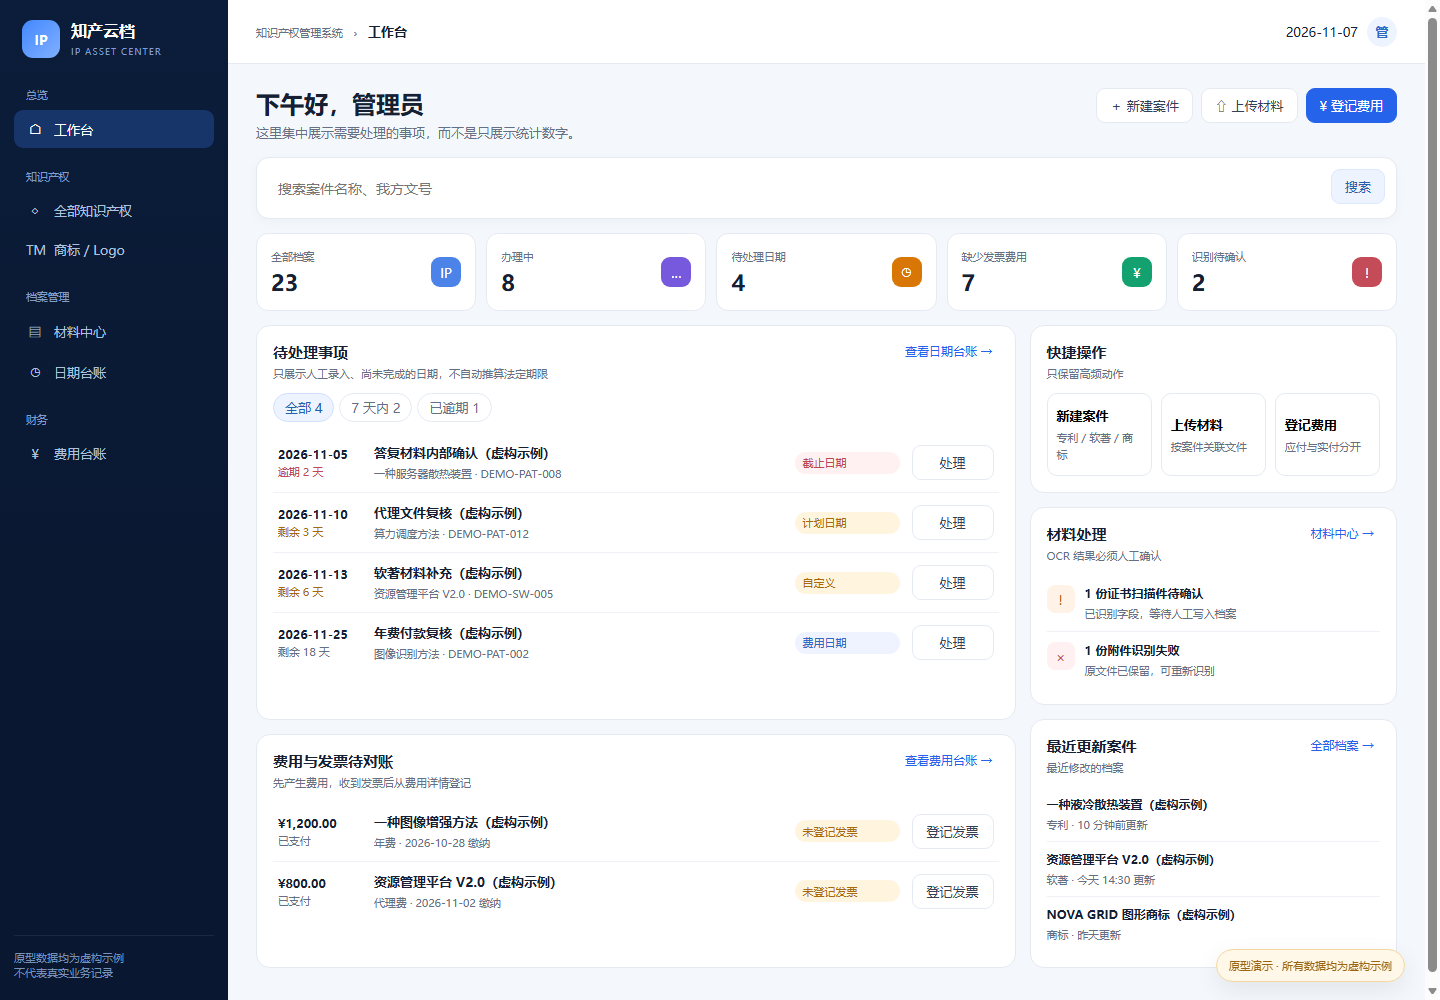 IP
知产云档
IP ASSET CENTER
总览
工作台
知识产权
全部知识产权
TM 商标 / Logo
档案管理
材料中心
日期台账
财务
¥ 费用台账
原型数据均为虚构示例
不代表真实业务记录
知识产权管理系统 › 工作台
2026-11-07 管
下午好，管理员
这里集中展示需要处理的事项，而不是只展示统计数字。
+ 新建案件
⇧ 上传材料
¥ 登记费用
搜索案件名称、我方文号
搜索
全部档案
23
IP
办理中
8
...
待处理日期
4
缺少发票费用
7
¥
识别待确认
2
!
待处理事项
查看日期台账 →
只展示人工录入、尚未完成的日期，不自动推算法定期限
全部 4
7 天内 2
已逾期 1
2026-11-05
逾期 2 天
答复材料内部确认（虚构示例）
一种服务器散热装置 · DEMO-PAT-008
截止日期
处理
2026-11-10
剩余 3 天
代理文件复核（虚构示例）
算力调度方法 · DEMO-PAT-012
计划日期
处理
2026-11-13
剩余 6 天
软著材料补充（虚构示例）
资源管理平台 V2.0 · DEMO-SW-005
自定义
处理
2026-11-25
剩余 18 天
年费付款复核（虚构示例）
图像识别方法 · DEMO-PAT-002
费用日期
处理
费用与发票待对账
查看费用台账 →
先产生费用，收到发票后从费用详情登记
¥1,200.00
已支付
一种图像增强方法（虚构示例）
年费 · 2026-10-28 缴纳
未登记发票
登记发票
¥800.00
已支付
资源管理平台 V2.0（虚构示例）
代理费 · 2026-11-02 缴纳
未登记发票
登记发票
快捷操作
只保留高频动作
新建案件
专利 / 软著 / 商
标
上传材料
按案件关联文件
登记费用
应付与实付分开
材料处理
材料中心 →
OCR 结果必须人工确认
!
1 份证书扫描件待确认
已识别字段，等待人工写入档案
×
1 份附件识别失败
原文件已保留，可重新识别
最近更新案件
全部档案 →
最近修改的档案
一种液冷散热装置（虚构示例）
专利 · 10 分钟前更新
资源管理平台 V2.0（虚构示例）
软著 · 今天 14:30 更新
NOVA GRID 图形商标（虚构示例）
商标 · 昨天更新
原型演示 · 所有数据均为虚构示例